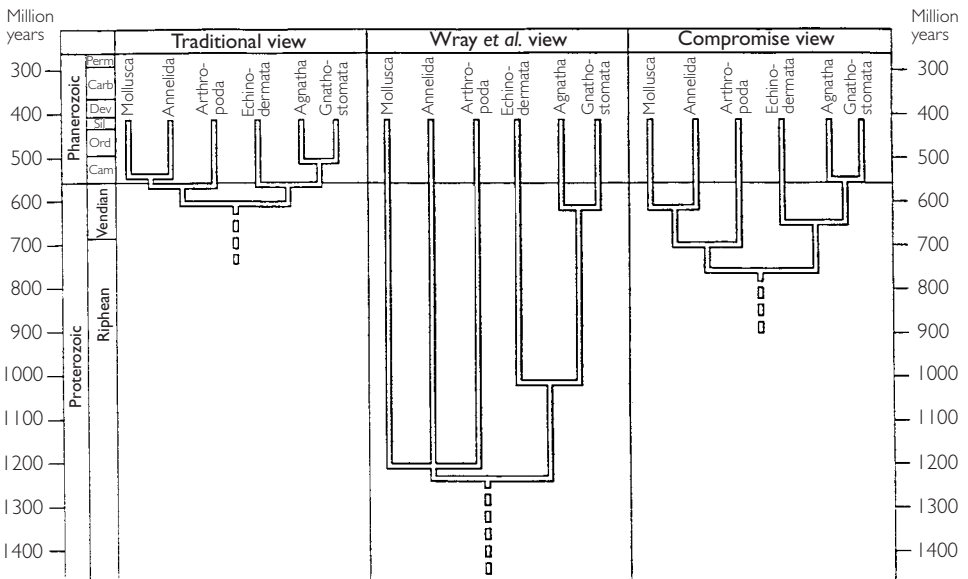 Million
years
Million
years
Traditional view
Wray et al. view
Compromise view
300
400
500
600
700
800
900
1000
1100
1200
1300
1400
Phanerozoic
Proterozoic
Perm
Carb
Dev
Sil
Ord
Cam
Vendian
Riphean
Mollusca
Annelida
Arthro-
poda
Echino-
dermata
Agnatha
Gnatho-
stomata
Mollusca
Annelida
Arthro-
poda
Echino-
dermata
Agnatha
Gnatho-
stomata
Mollusca
Annelida
Arthro-
poda
Echino-
dermata
Agnatha
Gnatho-
stomata
300
400
500
600
700
800
900
1000
1100
1200
1300
1400